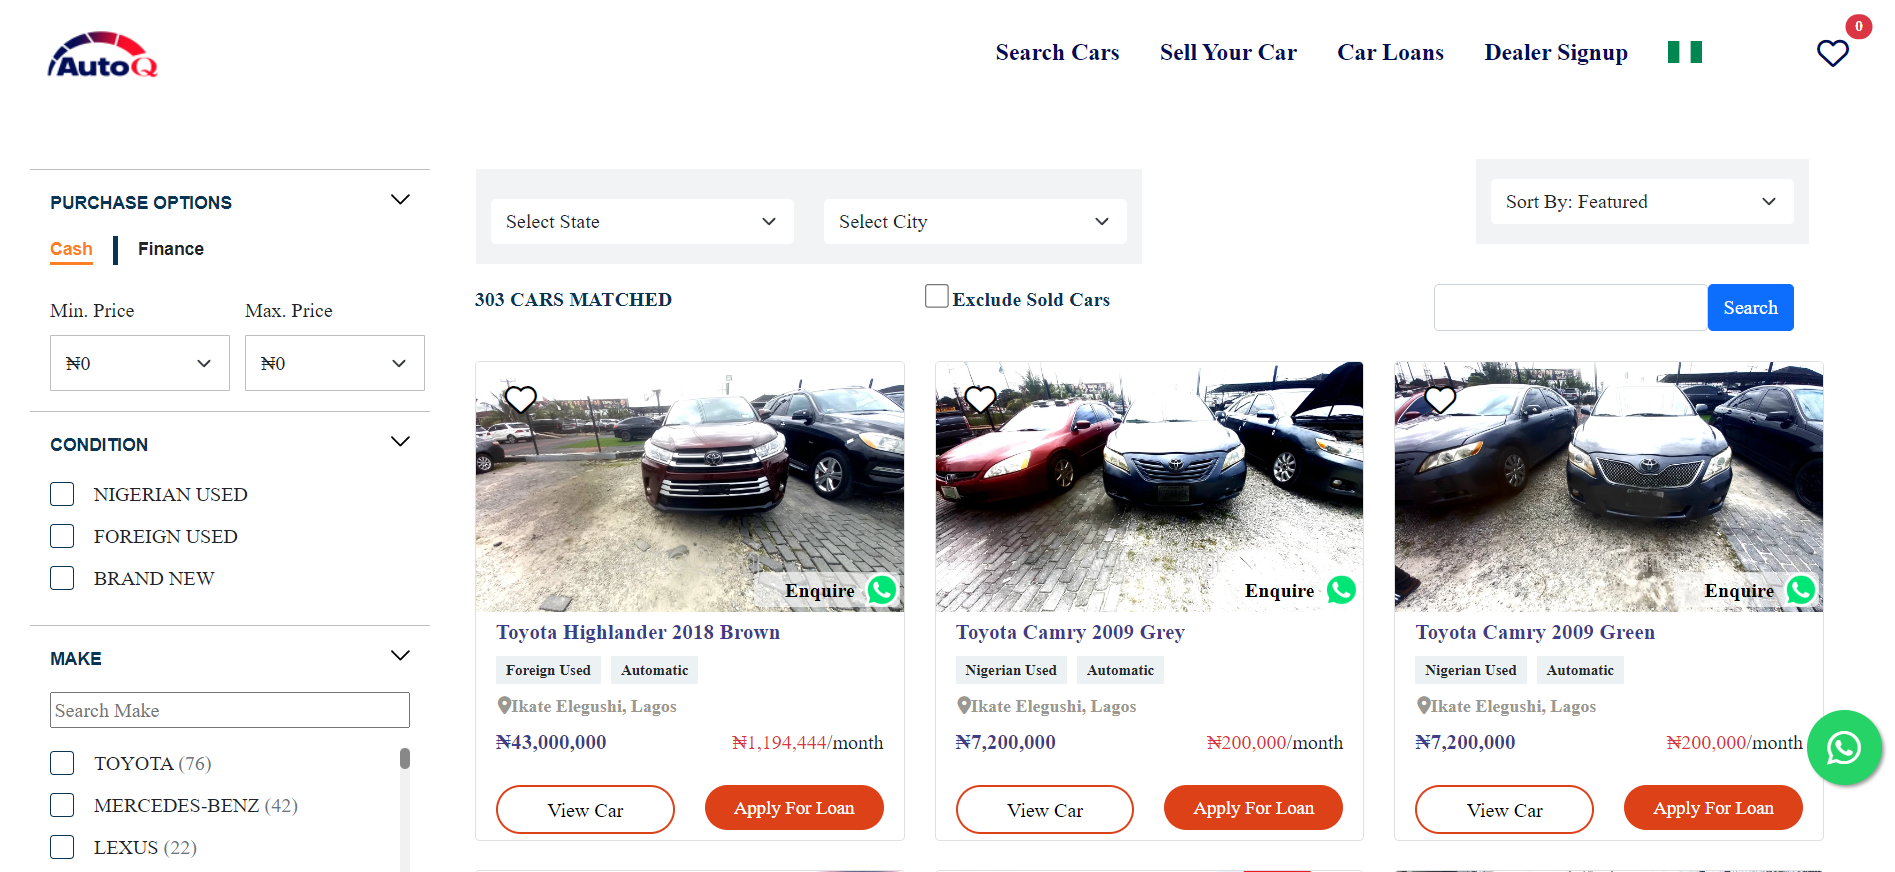 AutoQ
Search Cars
Sell Your Car
Car Loans
Dealer Signup
0
PURCHASE OPTIONS
Cash
Finance
Min. Price
Max. Price
₦0
₦0
CONDITION
NIGERIAN USED
FOREIGN USED
BRAND NEW
MAKE
Search Make
TOYOTA (76)
MERCEDES-BENZ (42)
LEXUS (22)
Select State
Select City
Sort By: Featured
303 CARS MATCHED
Exclude Sold Cars
Search
Enquire
Toyota Highlander 2018 Brown
Foreign Used
Automatic
Ikate Elegushi, Lagos
₦43,000,000
₦1,194,444/month
View Car
Apply For Loan
Enquire
Toyota Camry 2009 Grey
Nigerian Used
Automatic
Ikate Elegushi, Lagos
₦7,200,000
₦200,000/month
View Car
Apply For Loan
Enquire
Toyota Camry 2009 Green
Nigerian Used
Automatic
Ikate Elegushi, Lagos
₦7,200,000
₦200,000/month
View Car
Apply For Loan